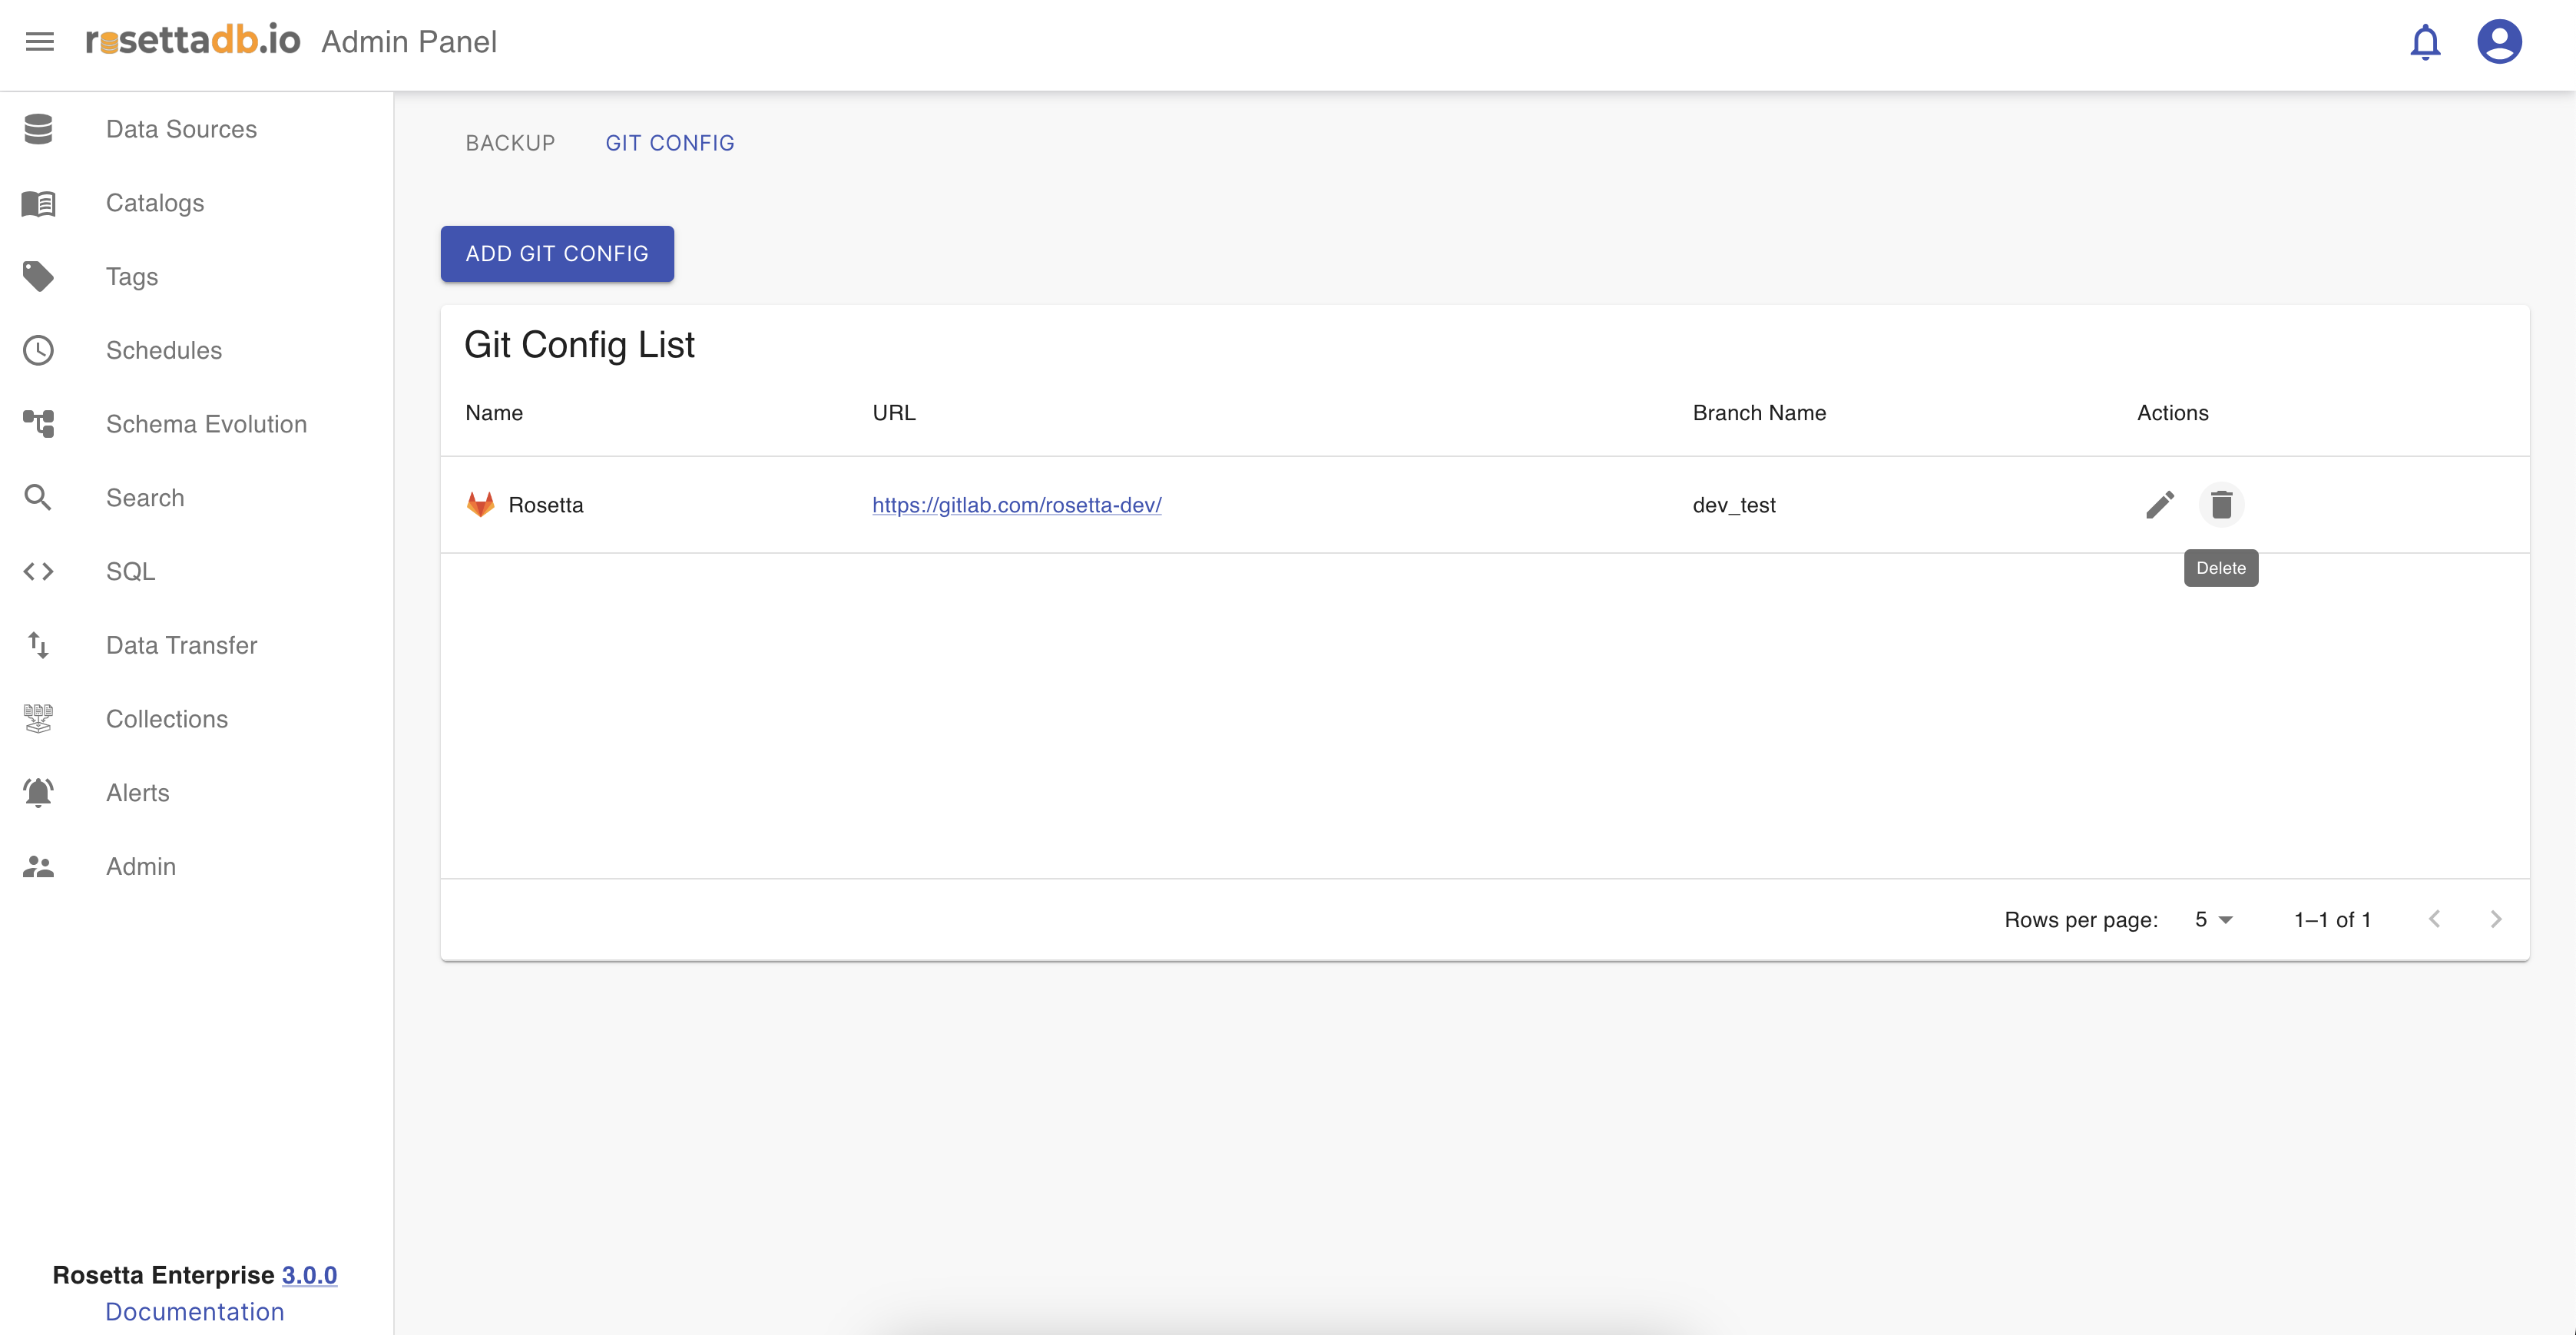 rosettadb.io Admin Panel
Data Sources
Catalogs
Tags
Schedules
Schema Evolution
Search
SQL
Data Transfer
Collections
Alerts
Admin
Rosetta Enterprise 3.0.0
Documentation
BACKUP GIT CONFIG
ADD GIT CONFIG
Git Config List
Name URL Branch Name Actions
Rosetta https://gitlab.com/rosetta-dev/ dev_test
Delete
Rows per page: 5 1–1 of 1